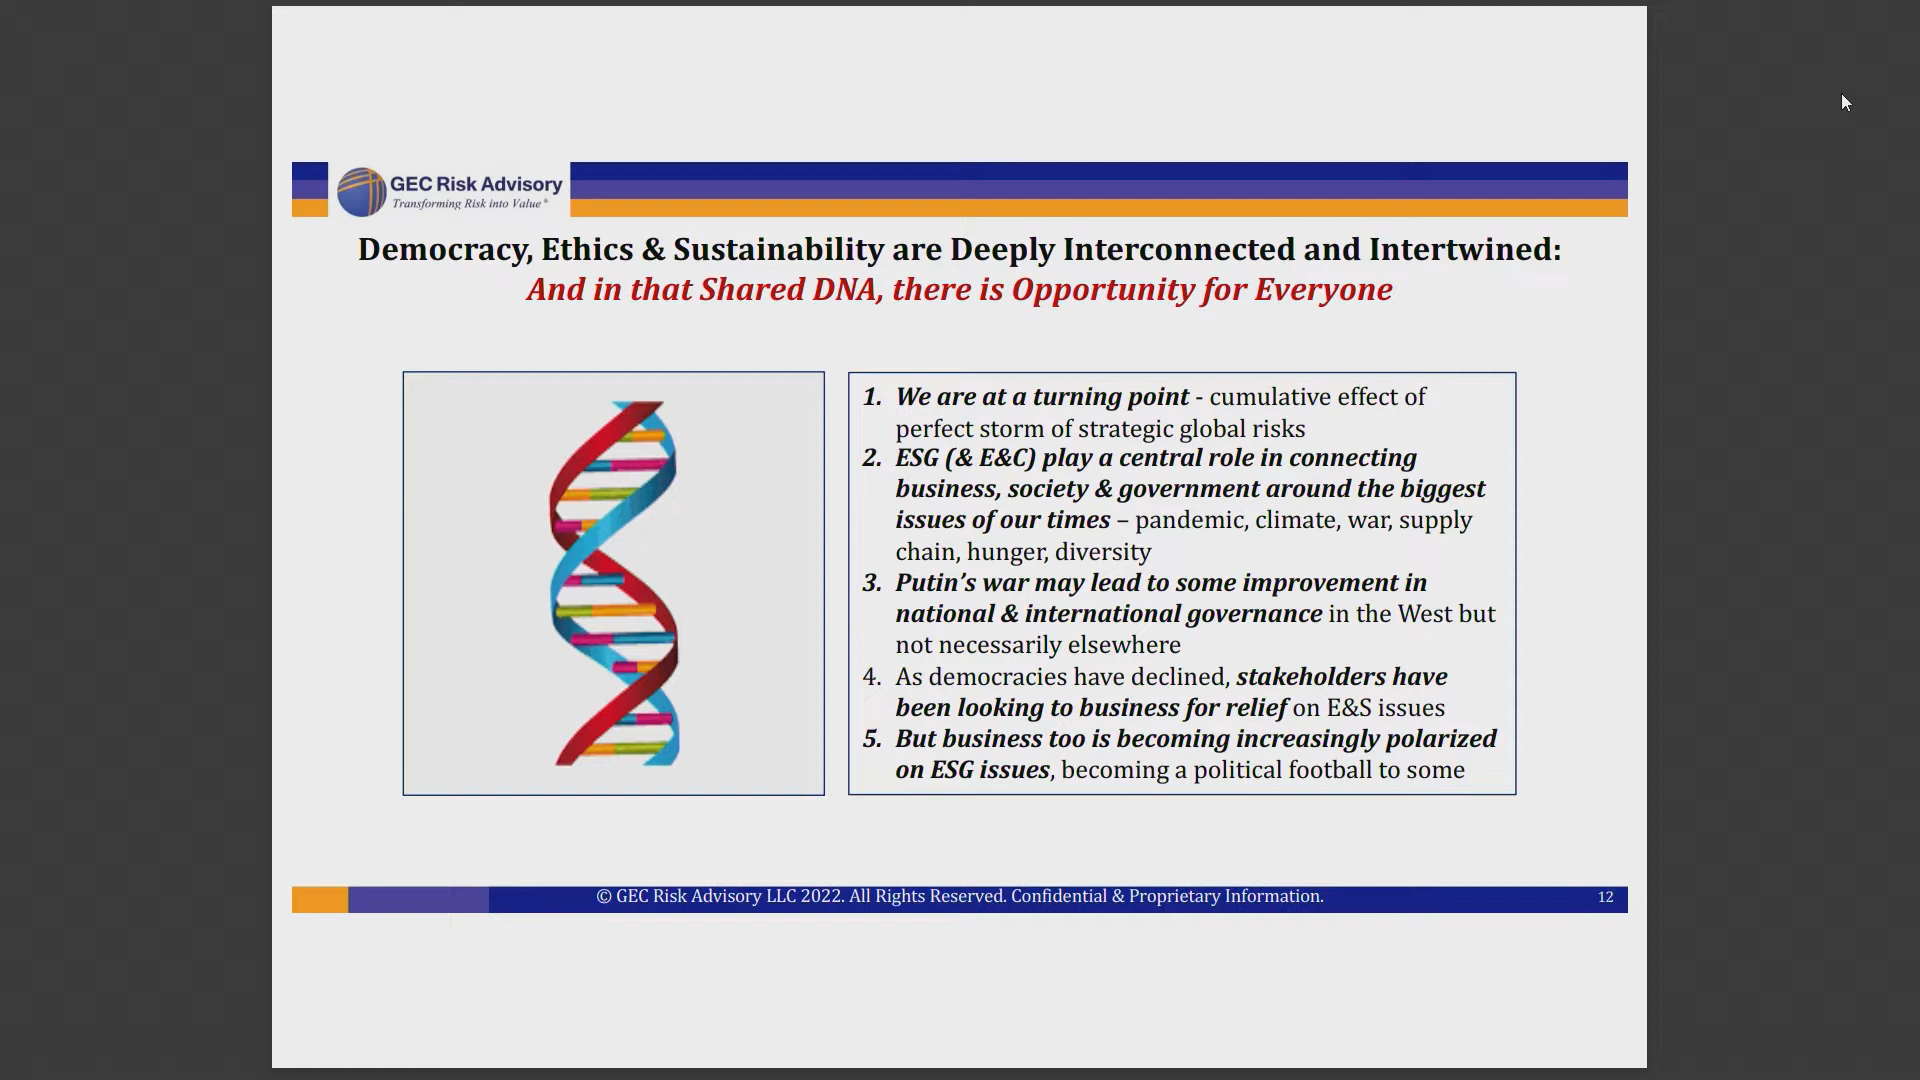 GEC Risk Advisory
Transforming Risk into Value®
Democracy, Ethics & Sustainability are Deeply Interconnected and Intertwined:
And in that Shared DNA, there is Opportunity for Everyone
1. We are at a turning point - cumulative effect of
perfect storm of strategic global risks
2. ESG (& E&C) play a central role in connecting
business, society & government around the biggest
issues of our times – pandemic, climate, war, supply
chain, hunger, diversity
3. Putin’s war may lead to some improvement in
national & international governance in the West but
not necessarily elsewhere
4. As democracies have declined, stakeholders have
been looking to business for relief on E&S issues
5. But business too is becoming increasingly polarized
on ESG issues, becoming a political football to some
© GEC Risk Advisory LLC 2022. All Rights Reserved. Confidential & Proprietary Information.
12